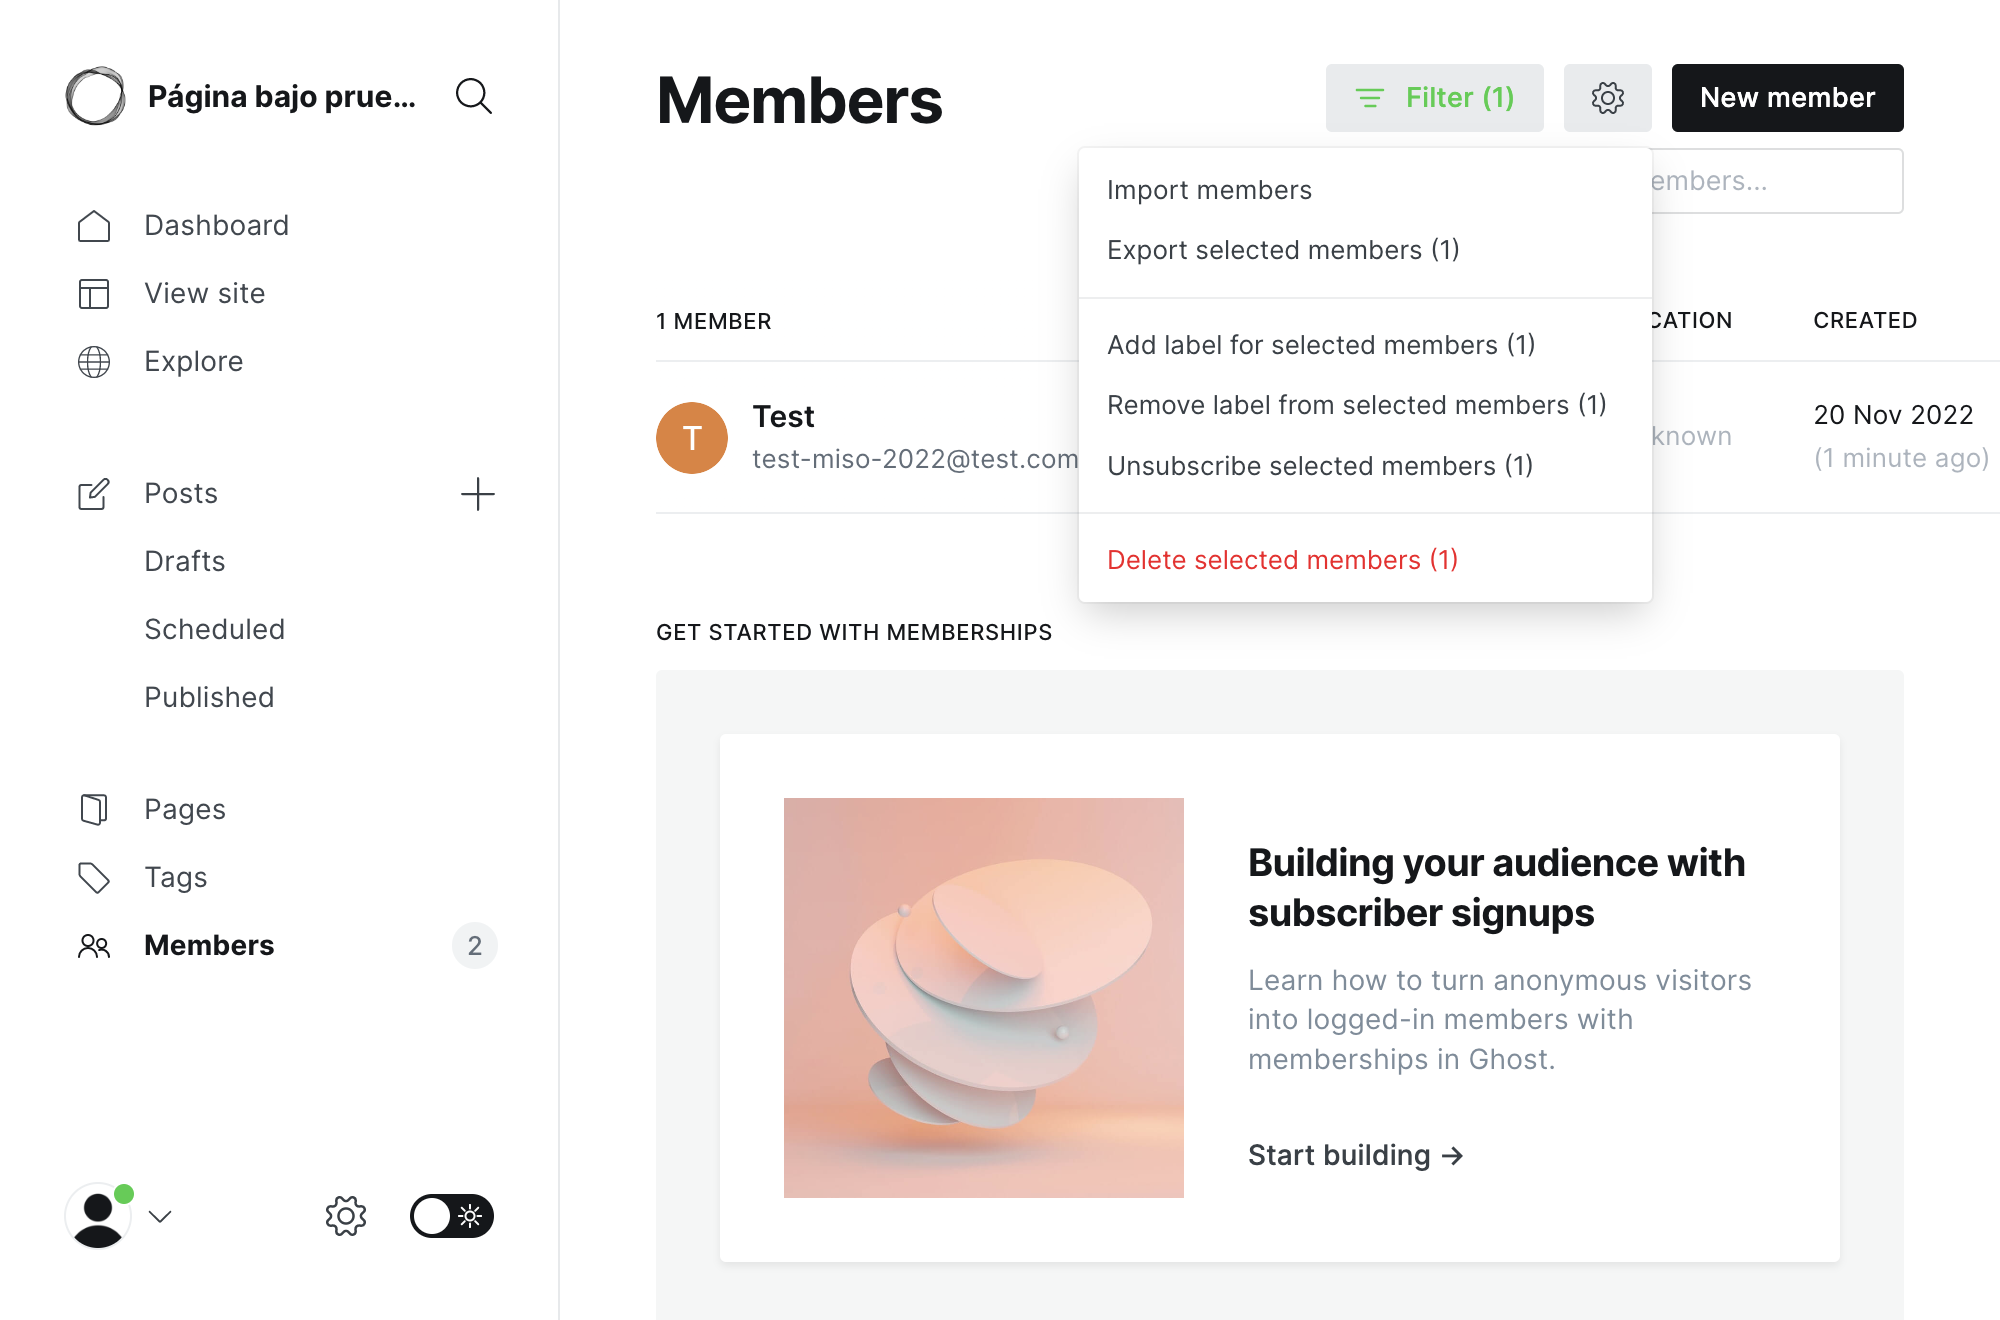 Página bajo prue...
Dashboard
View site
Explore
Posts
Drafts
Scheduled
Published
Pages
Tags
Members
2
Members
Filter (1)
New member
embers...
Import members
Export selected members (1)
Add label for selected members (1)
Remove label from selected members (1)
Unsubscribe selected members (1)
Delete selected members (1)
1 MEMBER
CATION
CREATED
T
Test
test-miso-2022@test.com
known
20 Nov 2022
(1 minute ago)
GET STARTED WITH MEMBERSHIPS
Building your audience with
subscriber signups
Learn how to turn anonymous visitors
into logged-in members with
memberships in Ghost.
Start building →